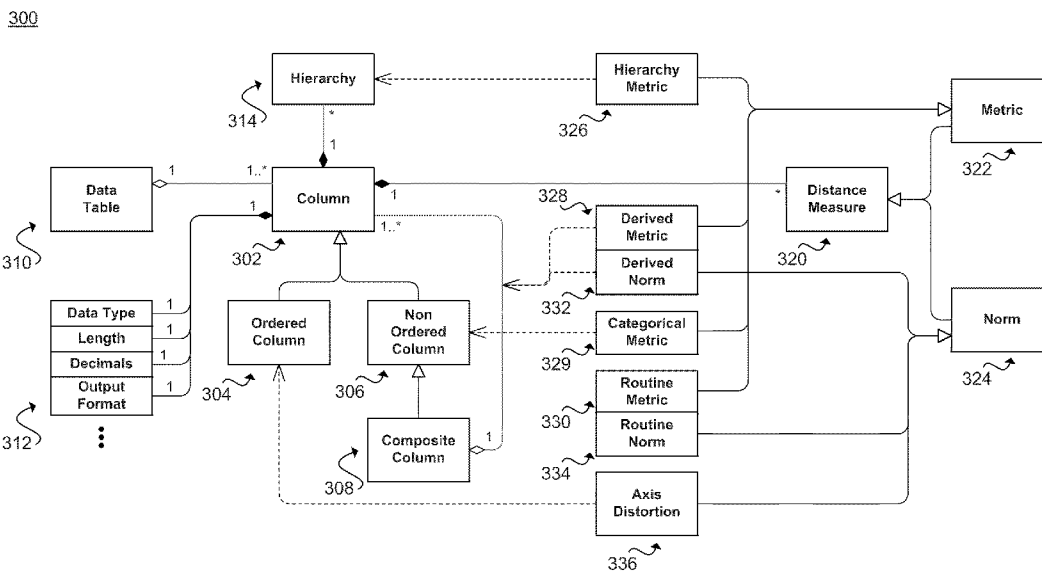 300
Hierarchy
314
*
1
Hierarchy
Metric
326
Metric
322
Data
Table
310
1
1..*
Column
302
1
1
1..*
*
Distance
Measure
320
328
Derived
Metric
Derived
Norm
332
Data Type
Length
Decimals
Output
Format
1
1
1
1
312
Ordered
Column
304
Non
Ordered
Column
306
Categorical
Metric
329
Norm
324
Composite
Column
1
308
Routine
Metric
330
Routine
Norm
334
Axis
Distortion
336